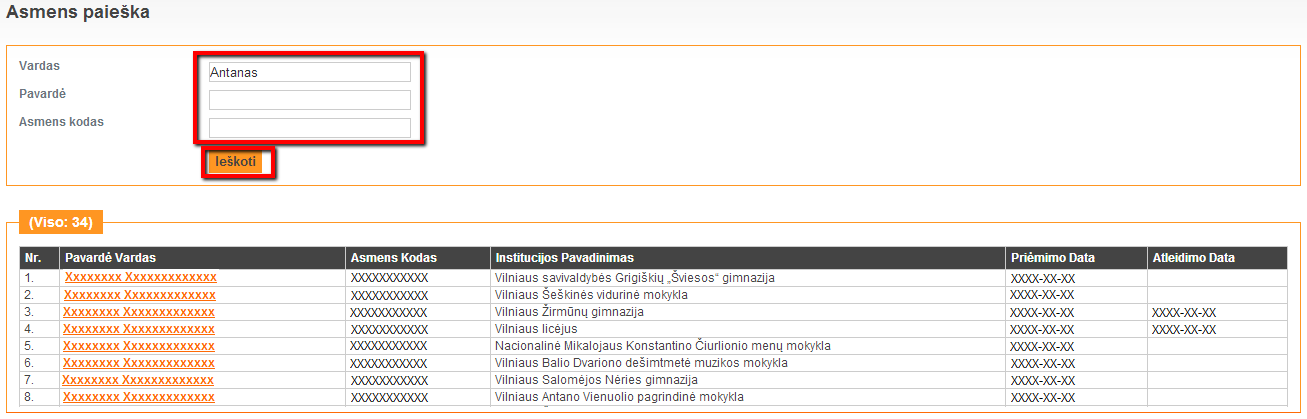 Asmens paieška
Vardas Antanas
Pavardė
Asmens kodas
Ieškoti
(Viso: 34)
Nr. Pavardė Vardas Asmens Kodas Institucijos Pavadinimas Priėmimo Data Atleidimo Data
1. Xxxxxxxx Xxxxxxxxxxxxx XXXXXXXXXXX Vilniaus savivaldybės Grigiškių „Šviesos“ gimnazija XXXX-XX-XX
2. Xxxxxxxx Xxxxxxxxxxxxx XXXXXXXXXXX Vilniaus Šeškinės vidurinė mokykla XXXX-XX-XX
3. Xxxxxxxx Xxxxxxxxxxxxx XXXXXXXXXXX Vilniaus Žirmūnų gimnazija XXXX-XX-XX XXXX-XX-XX
4. Xxxxxxxx Xxxxxxxxxxxxx XXXXXXXXXXX Vilniaus licėjus XXXX-XX-XX XXXX-XX-XX
5. Xxxxxxxx Xxxxxxxxxxxxx XXXXXXXXXXX Nacionalinė Mikalojaus Konstantino Čiurlionio menų mokykla XXXX-XX-XX
6. Xxxxxxxx Xxxxxxxxxxxxx XXXXXXXXXXX Vilniaus Balio Dvariono dešimtmetė muzikos mokykla XXXX-XX-XX
7. Xxxxxxxx Xxxxxxxxxxxxx XXXXXXXXXXX Vilniaus Salomėjos Nėries gimnazija XXXX-XX-XX
8. Xxxxxxxx Xxxxxxxxxxxxx XXXXXXXXXXX Vilniaus Antano Vienuolio pagrindinė mokykla XXXX-XX-XX